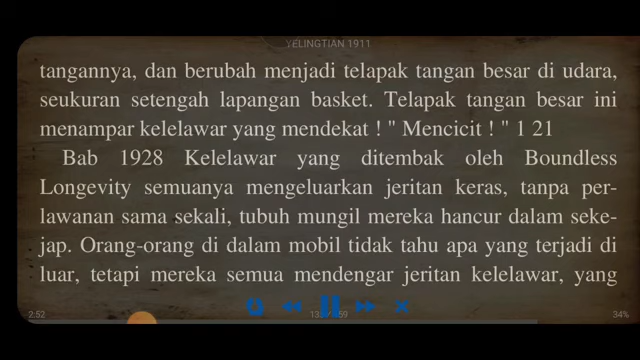 YELINGTIAN 1911
tangannya, dan berubah menjadi telapak tangan besar di udara,
seukuran setengah lapangan basket. Telapak tangan besar ini
menampar kelelawar yang mendekat ! " Mencicit ! " 1 21
Bab 1928 Kelelawar yang ditembak oleh Boundless
Longevity semuanya mengeluarkan jeritan keras, tanpa per-
lawanan sama sekali, tubuh mungil mereka hancur dalam seke-
jap. Orang-orang di dalam mobil tidak tahu apa yang terjadi di
luar, tetapi mereka semua mendengar jeritan kelelawar, yang
2:52
34%